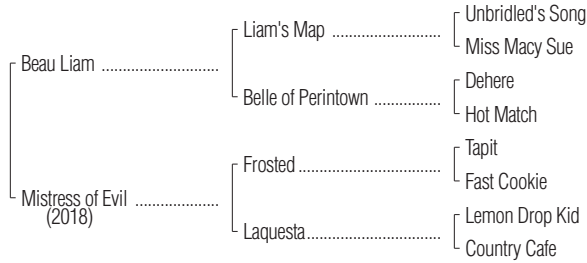 Unbridled's Song
Liam's Map
Miss Macy Sue
Beau Liam
Dehere
Belle of Perintown
Hot Match
Tapit
Frosted
Fast Cookie
Mistress of Evil
(2018)
Lemon Drop Kid
Laquesta
Country Cafe